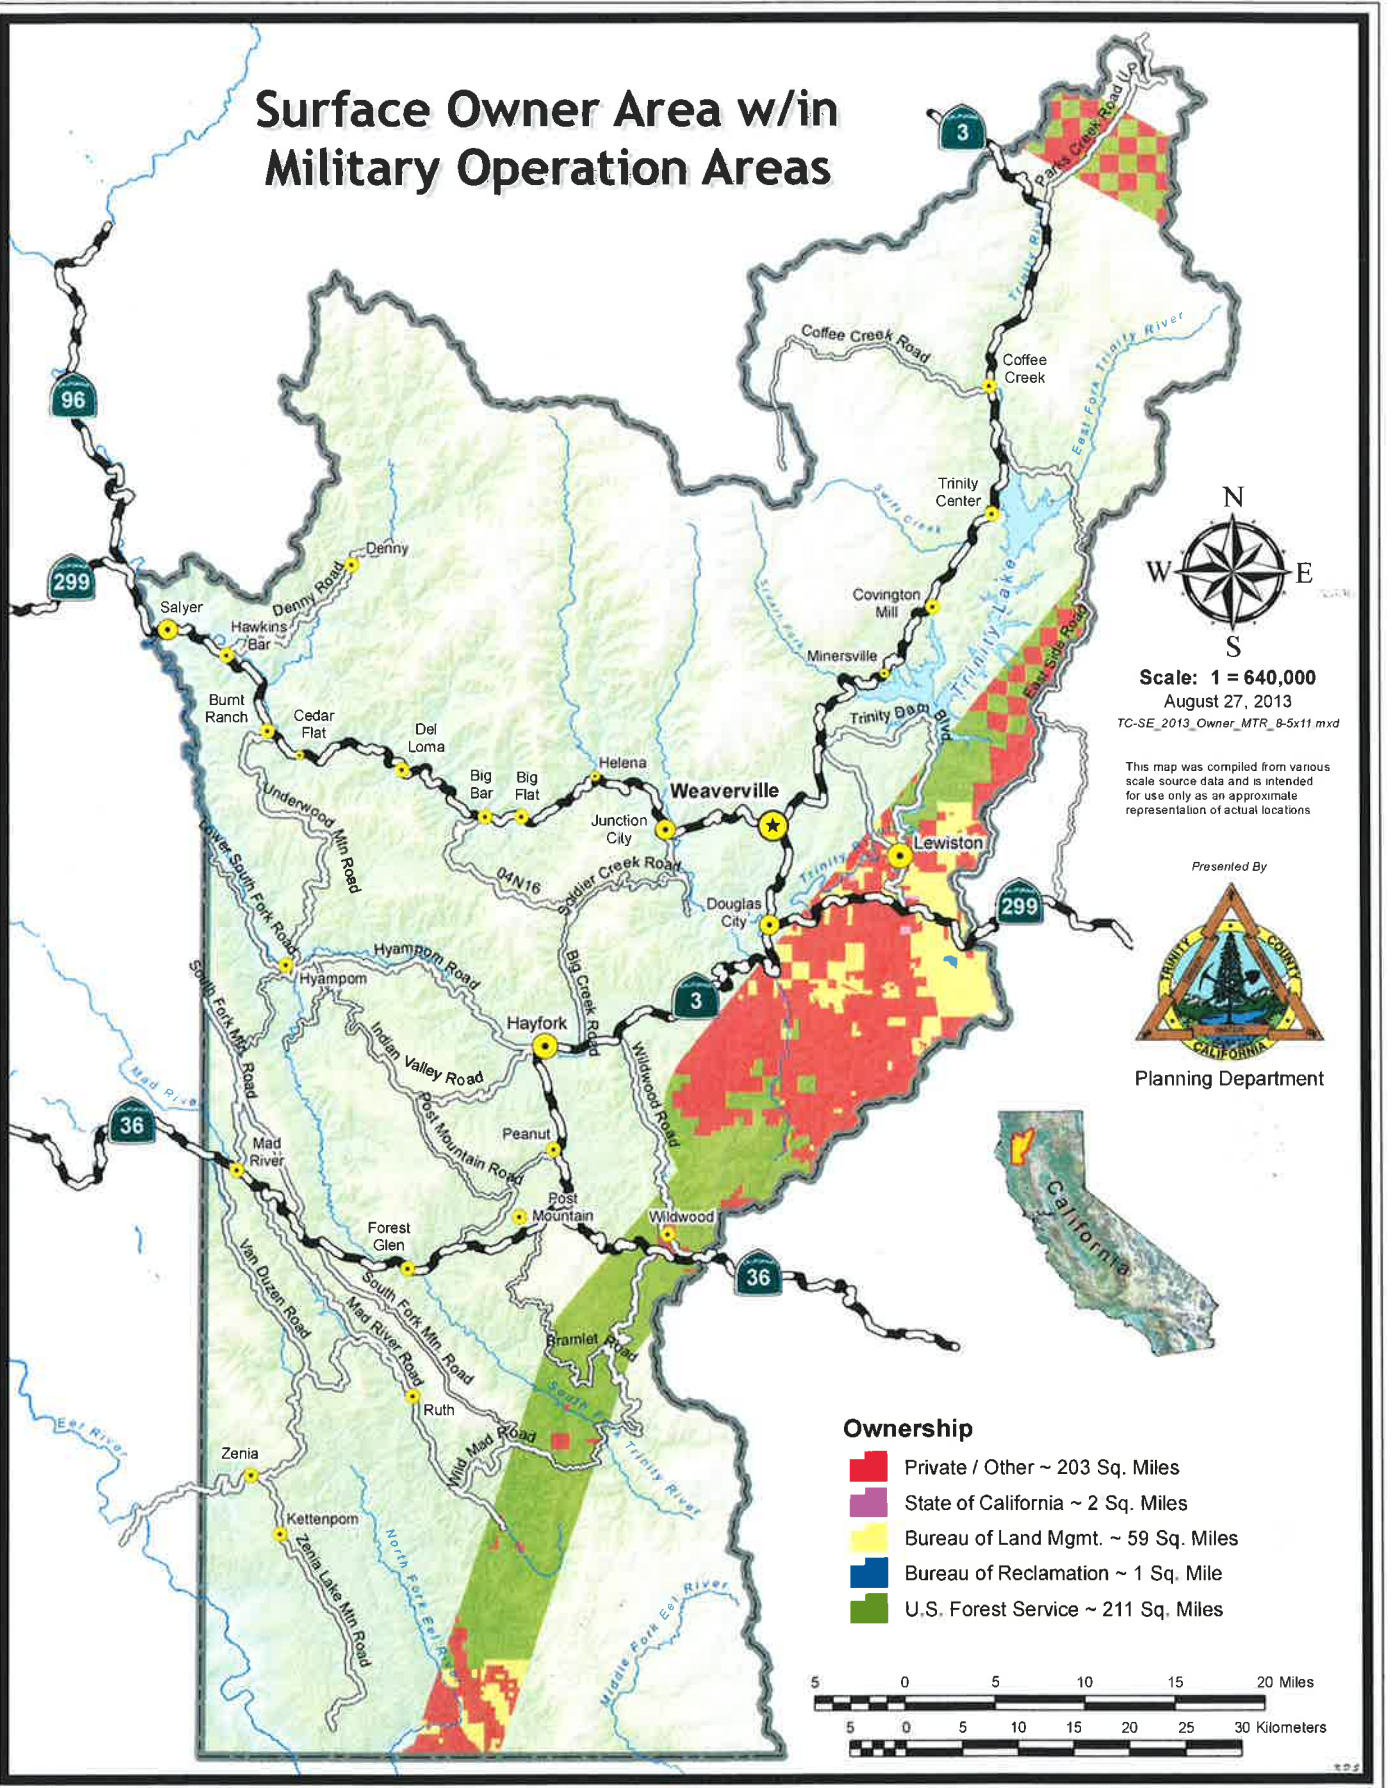 Surface Owner Area w/in
Military Operation Areas
3
Parks Creek Road
Trinity River
Coffee Creek Road
Coffee
Creek
East Fork Trinity River
96
Trinity
Center
Swift Creek
N
W
E
S
299
Denny
Denny Road
Salyer
Hawkins
Bar
Stuart Fork
Covington
Mill
Trinity Lake
East Side Road
Minersville
Scale: 1 = 640,000
August 27, 2013
TC-SE_2013_Owner_MTR_8-5x11.mxd
Burnt
Ranch
Cedar
Flat
Del
Loma
Trinity Dam Blvd
This map was compiled from various
scale source data and is intended
for use only as an approximate
representation of actual locations
Big
Bar
Big
Flat
Helena
Weaverville
Junction
City
Underwood Mtn Road
Lower South Fork Road
Trinity
Lewiston
Presented By
04N16
Soldier Creek Road
Douglas
City
299
TRINITY
COUNTY
CALIFORNIA
Planning Department
Hyampom Road
Hyampom
South Fork Mtn. Road
Big Creek Road
3
Hayfork
Indian Valley Road
Wildwood Road
Mad River
36
Post Mountain Road
Peanut
Mad
River
Post
Mountain
Wildwood
California
Forest
Glen
36
Van Duzen Road
South Fork Mtn. Road
Mad River Road
Bramlet Road
South Fork Trinity River
Ruth
Eel River
Wild Mad Road
Zenia
Kettenpom
Zenia Lake Mtn Road
North Fork Eel River
Middle Fork Eel River
Ownership
Private / Other ~ 203 Sq. Miles
State of California ~ 2 Sq. Miles
Bureau of Land Mgmt. ~ 59 Sq. Miles
Bureau of Reclamation ~ 1 Sq. Mile
U.S. Forest Service ~ 211 Sq. Miles
5 0 5 10 15 20 Miles
5 0 5 10 15 20 25 30 Kilometers